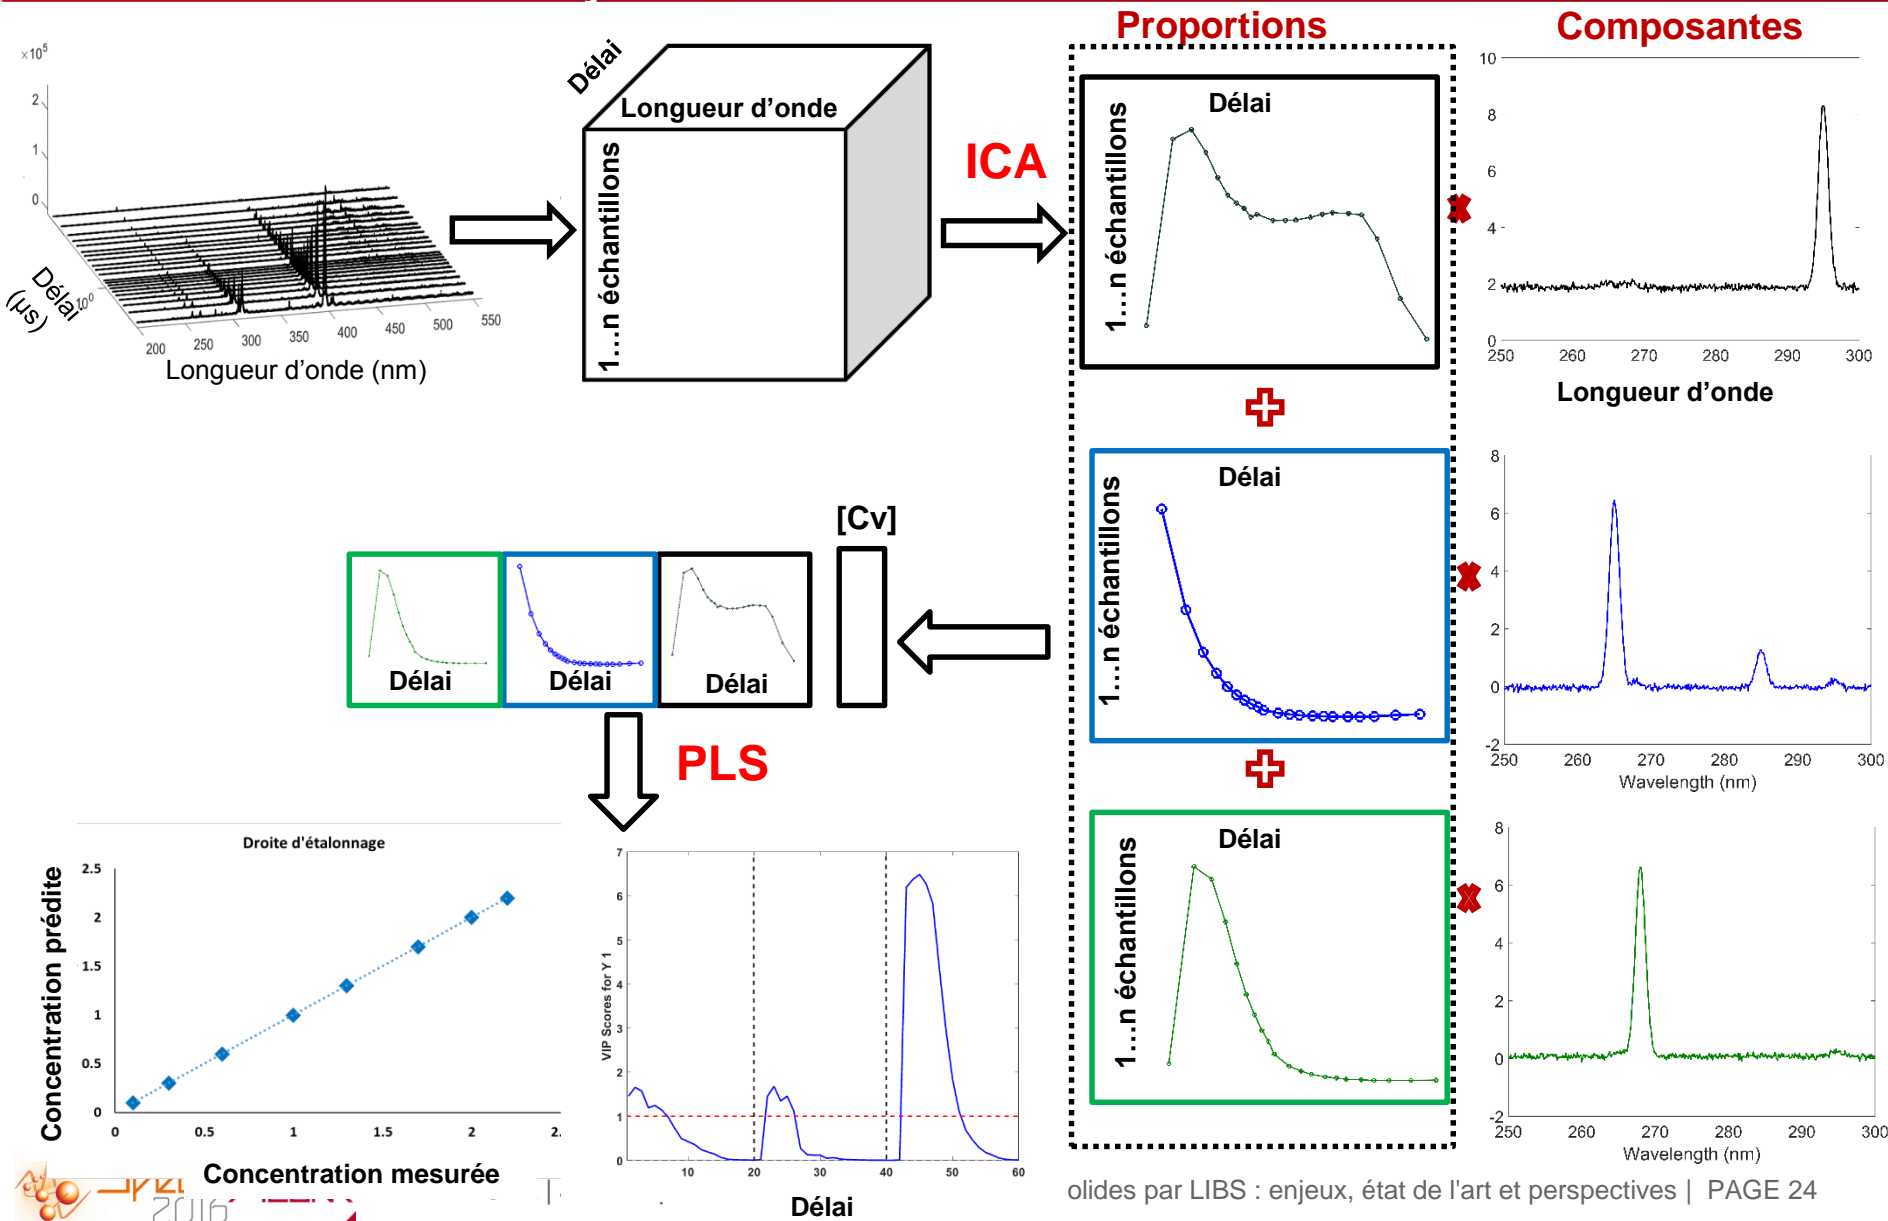 Proportions
Composantes
×10⁵
2
1
0
Délai (µs)
10⁰
200 250 300 350 400 450 500 550
Longueur d'onde (nm)
Délai
Longueur d'onde
1...n échantillons
ICA
Délai
1...n échantillons
10
8
6
4
2
0
250 260 270 280 290 300
Longueur d'onde
Délai
1...n échantillons
8
6
4
2
0
-2
250 260 270 280 290 300
Wavelength (nm)
[Cv]
Délai
Délai
Délai
PLS
Délai
1...n échantillons
8
6
4
2
0
-2
250 260 270 280 290 300
Wavelength (nm)
Droite d'étalonnage
Concentration prédite
2.5
2
1.5
1
0.5
0
0 0.5 1 1.5 2 2.
Concentration mesurée
VIP Scores for Y 1
7
6
5
4
3
2
1
0
10 20 30 40 50 60
Délai
2016
olides par LIBS : enjeux, état de l'art et perspectives | PAGE 24